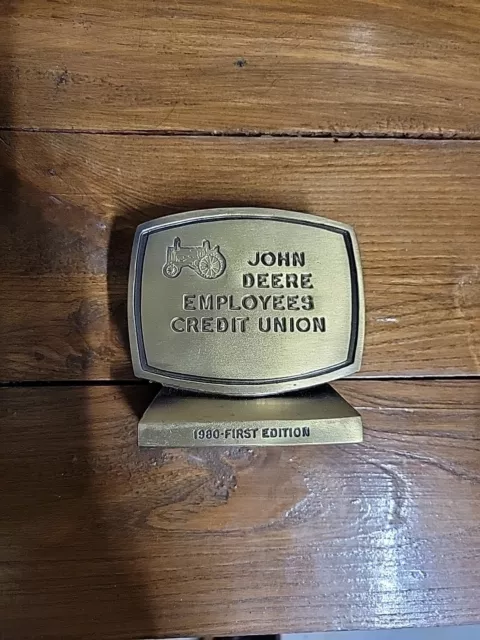 JOHN
DEERE
EMPLOYEES
CREDIT UNION
1980-FIRST EDITION